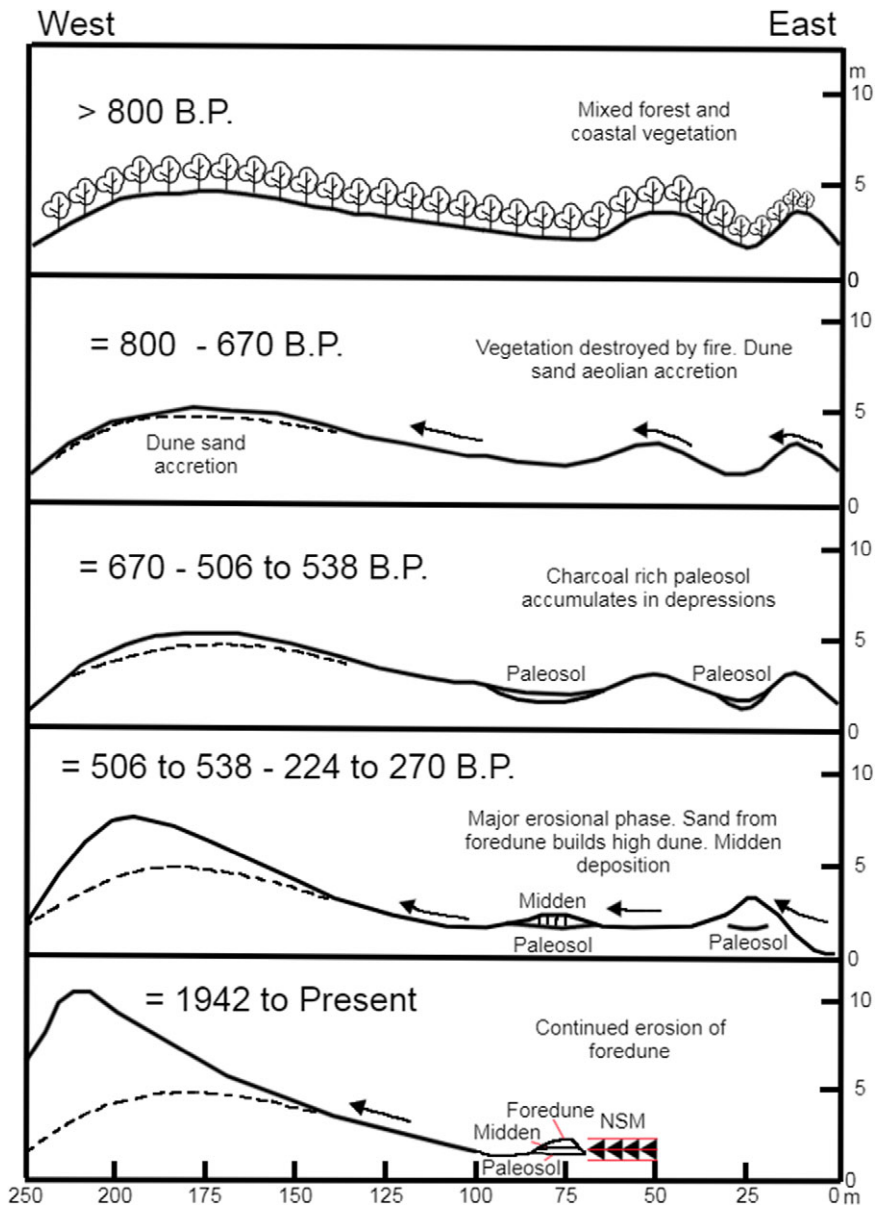 West East
m
10
> 800 B.P.
Mixed forest and
coastal vegetation
5
0
10
= 800 - 670 B.P.
Vegetation destroyed by fire. Dune
sand aeolian accretion
5
Dune sand
accretion
0
10
= 670 - 506 to 538 B.P.
Charcoal rich paleosol
accumulates in depressions
5
Paleosol Paleosol
0
= 506 to 538 - 224 to 270 B.P.
10
Major erosional phase. Sand from
foredune builds high dune. Midden
deposition
5
Midden
Paleosol Paleosol
0
= 1942 to Present
10
Continued erosion of
foredune
5
Foredune NSM
Midden
Paleosol
0
250 200 175 150 125 100 75 50 25 0 m